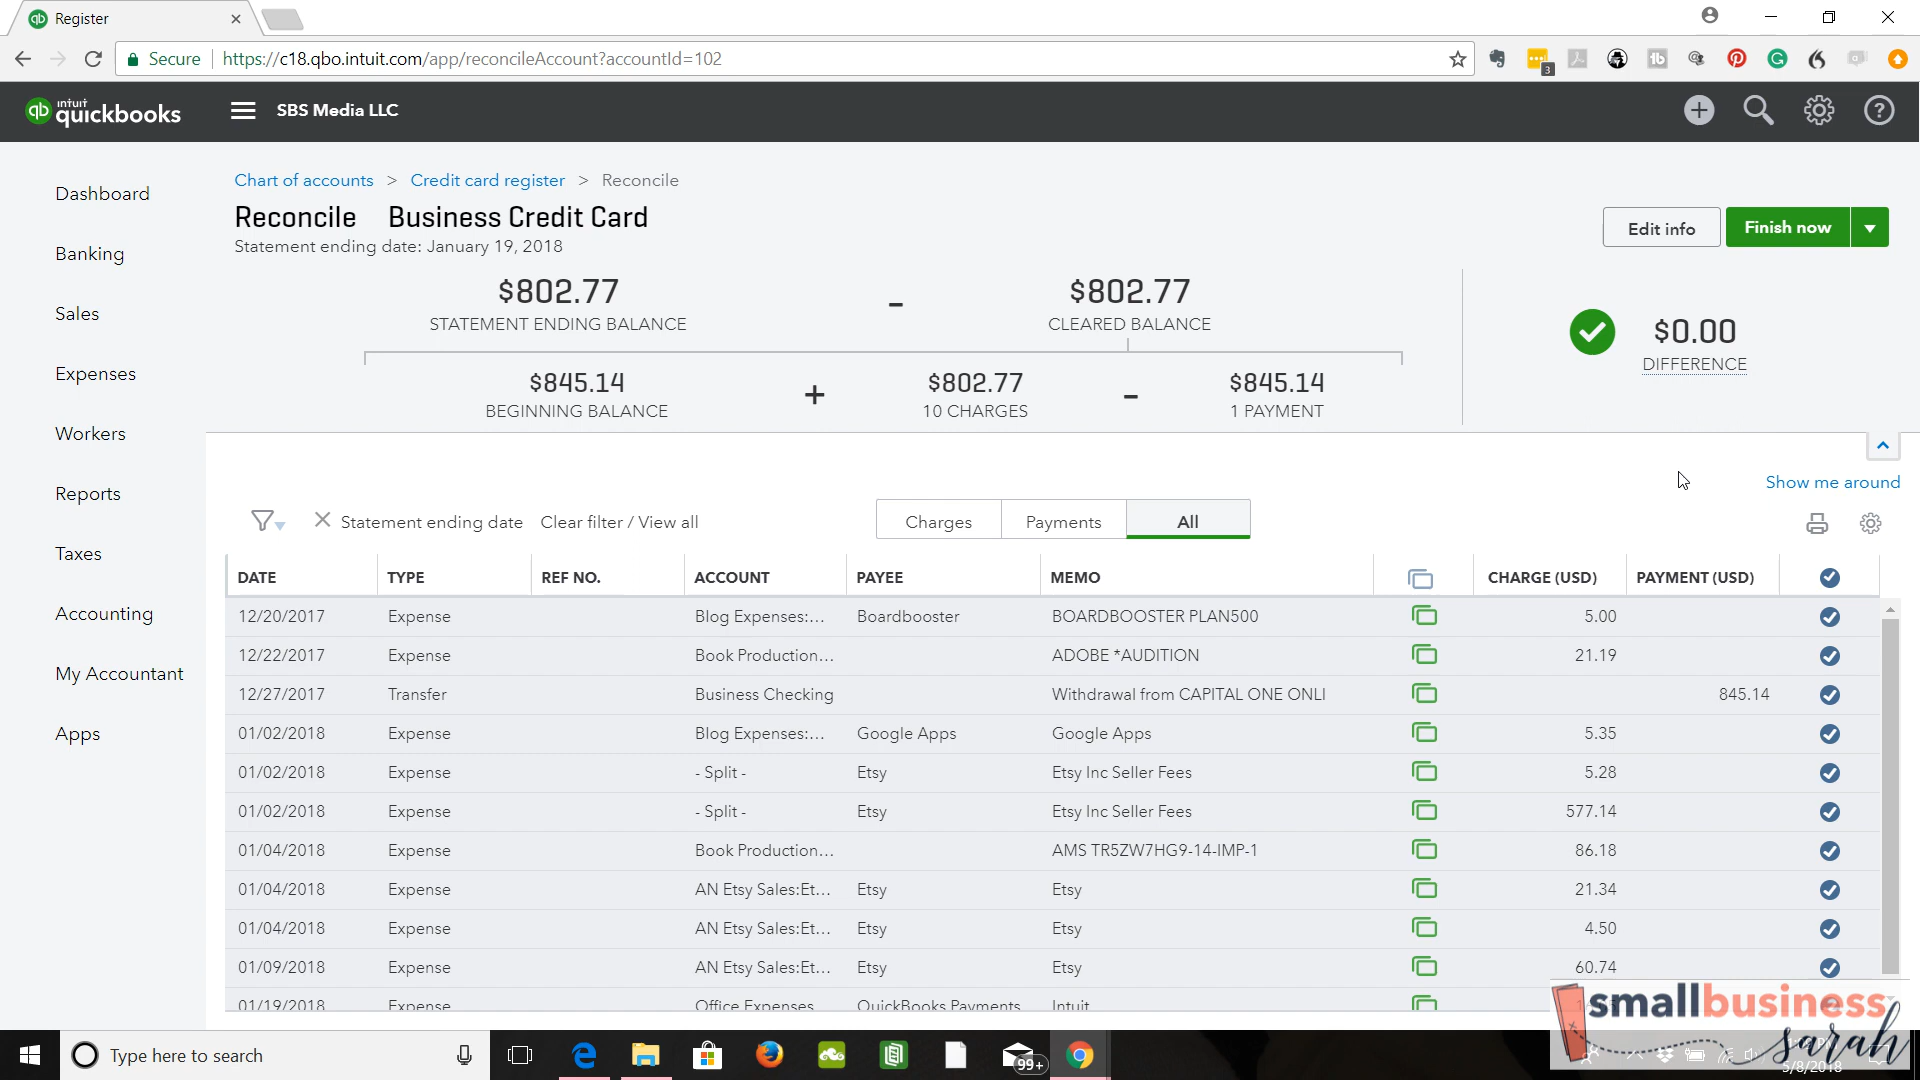 Register
Secure
https://c18.qbo.intuit.com/app/reconcileAccount?accountId=102
3
intuit
quickbooks
SBS Media LLC
Dashboard
Banking
Sales
Expenses
Workers
Reports
Taxes
Accounting
My Accountant
Apps
Chart of accounts > Credit card register > Reconcile
Reconcile Business Credit Card
Statement ending date: January 19, 2018
Edit info
Finish now
$802.77 - $802.77
STATEMENT ENDING BALANCE CLEARED BALANCE
$0.00
DIFFERENCE
$845.14 + $802.77 - $845.14
BEGINNING BALANCE 10 CHARGES 1 PAYMENT
Show me around
Statement ending date Clear filter / View all
Charges Payments All
DATE TYPE REF NO. ACCOUNT PAYEE MEMO CHARGE (USD) PAYMENT (USD)
12/20/2017 Expense Blog Expenses:... Boardbooster BOARDBOOSTER PLAN500 5.00
12/22/2017 Expense Book Production... ADOBE *AUDITION 21.19
12/27/2017 Transfer Business Checking Withdrawal from CAPITAL ONE ONLI 845.14
01/02/2018 Expense Blog Expenses:... Google Apps Google Apps 5.35
01/02/2018 Expense - Split - Etsy Etsy Inc Seller Fees 5.28
01/02/2018 Expense - Split - Etsy Etsy Inc Seller Fees 577.14
01/04/2018 Expense Book Production... AMS TR5ZW7HG9-14-IMP-1 86.18
01/04/2018 Expense AN Etsy Sales:Et... Etsy Etsy 21.34
01/04/2018 Expense AN Etsy Sales:Et... Etsy Etsy 4.50
01/09/2018 Expense AN Etsy Sales:Et... Etsy Etsy 60.74
01/19/2018 Expense Office Expenses QuickBooks Payments Intuit
smallbusiness
sarah
Type here to search
99+
5/8/2018